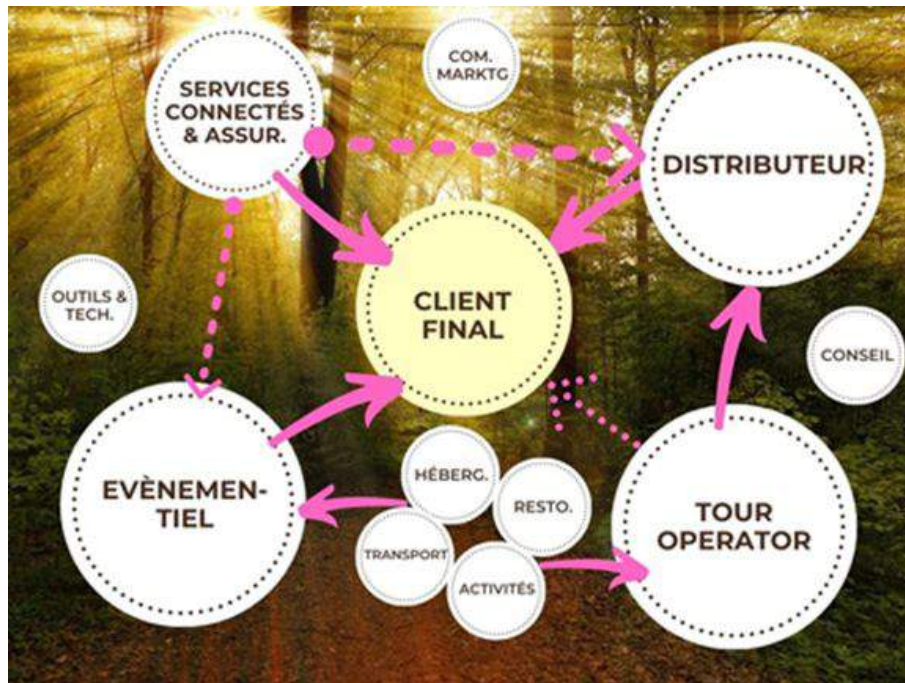 SERVICES
CONNECTÉS
& ASSUR.
COM.
MARKTG
DISTRIBUTEUR
OUTILS &
TECH.
CLIENT
FINAL
CONSEIL
EVÈNEMEN-
TIEL
HÉBERG.
RESTO.
TRANSPORT
ACTIVITÉS
TOUR
OPERATOR